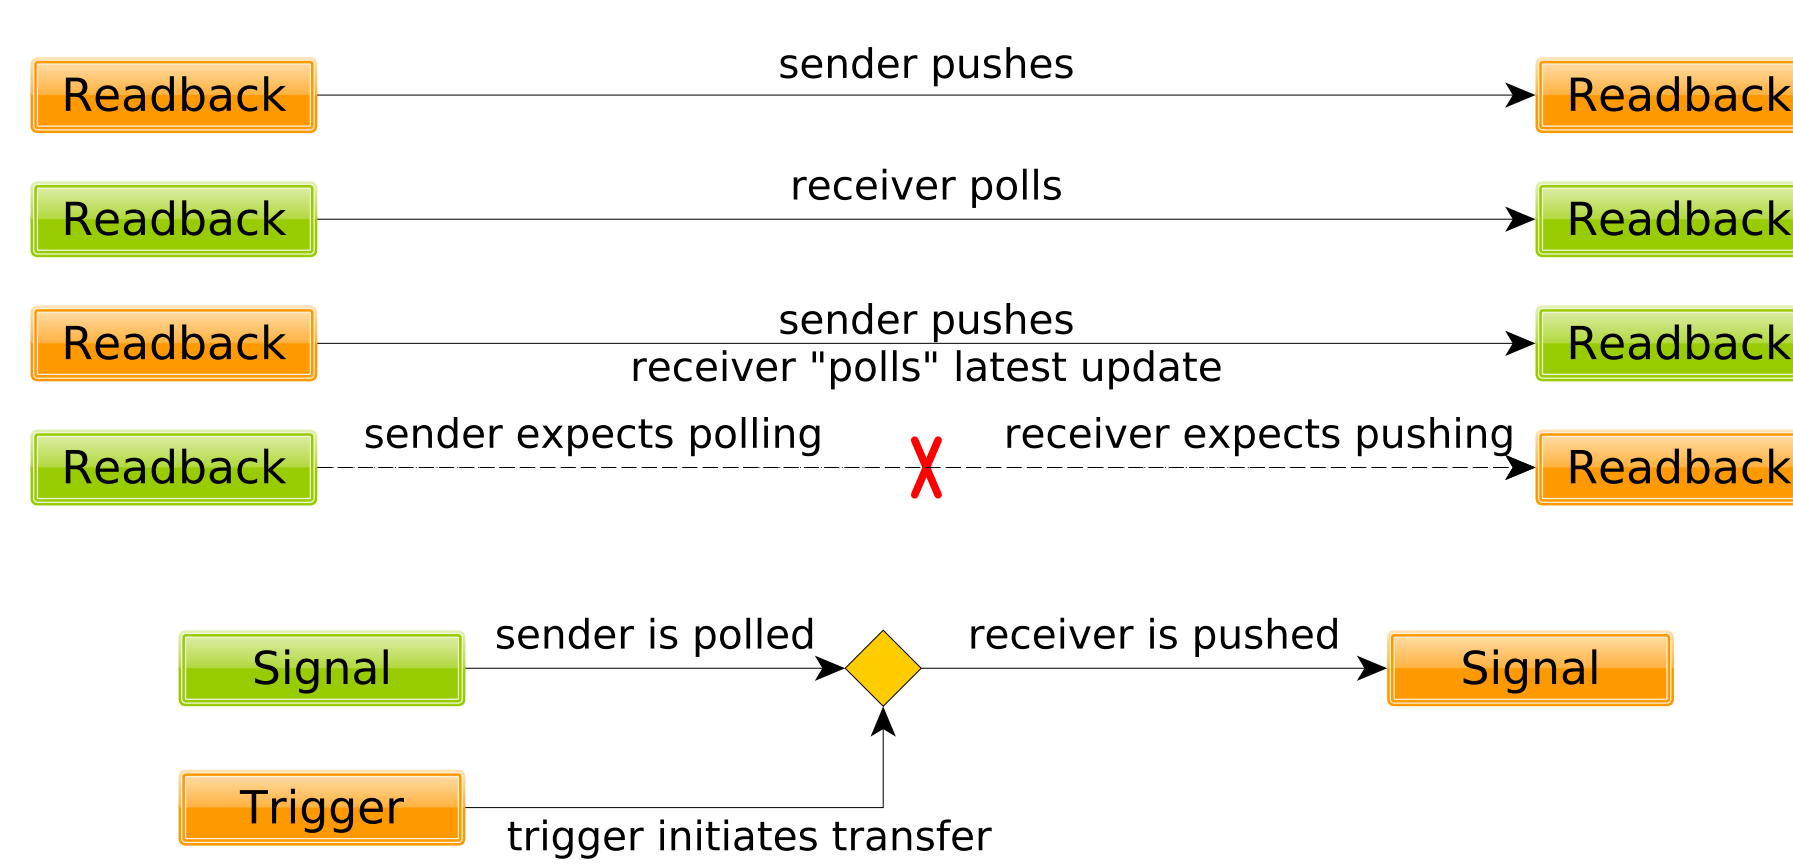 sender pushes
Readback Readback
receiver polls
Readback Readback
sender pushes
Readback Readback
receiver "polls" latest update
sender expects polling receiver expects pushing
Readback Readback
sender is polled receiver is pushed
Signal Signal
Trigger
trigger initiates transfer